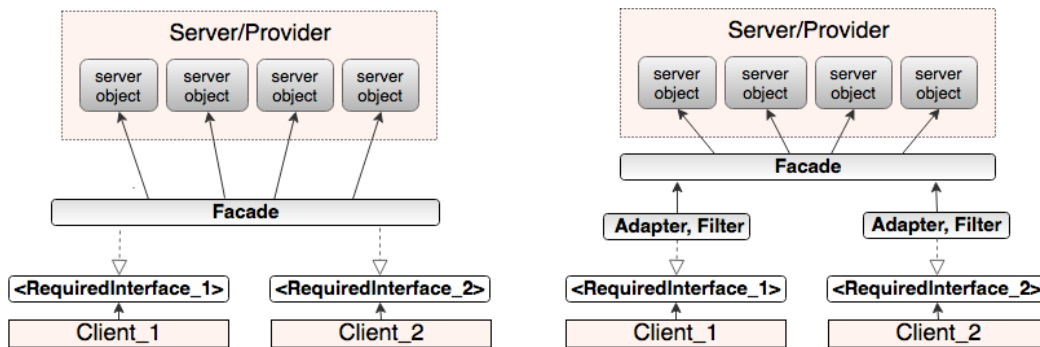 Server/Provider
server object
server object
server object
server object
Facade
<RequiredInterface_1>
<RequiredInterface_2>
Client_1
Client_2
Server/Provider
server object
server object
server object
server object
Facade
Adapter, Filter
Adapter, Filter
<RequiredInterface_1>
<RequiredInterface_2>
Client_1
Client_2